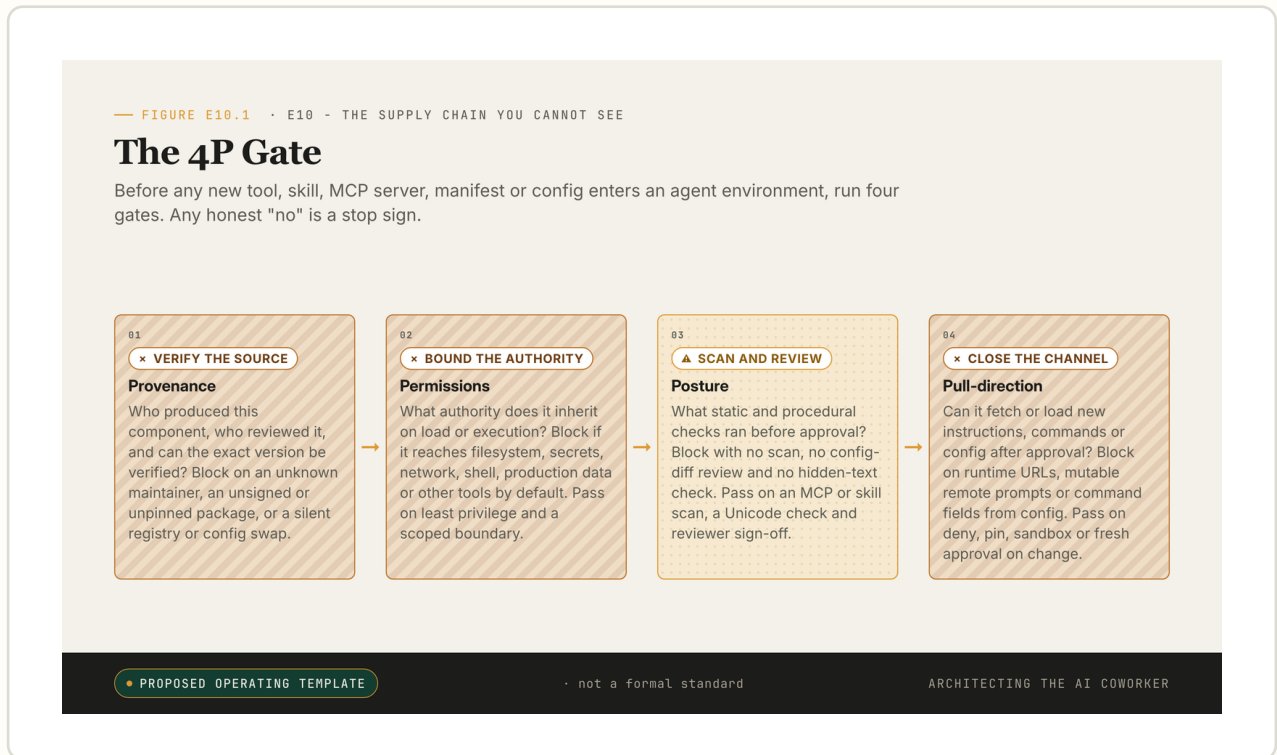 FIGURE E10.1 · E10 - THE SUPPLY CHAIN YOU CANNOT SEE
The 4P Gate
Before any new tool, skill, MCP server, manifest or config enters an agent environment, run four
gates. Any honest "no" is a stop sign.
01
× VERIFY THE SOURCE
Provenance
Who produced this
component, who reviewed it,
and can the exact version be
verified? Block on an unknown
maintainer, an unsigned or
unpinned package, or a silent
registry or config swap.
02
× BOUND THE AUTHORITY
Permissions
What authority does it inherit
on load or execution? Block if
it reaches filesystem, secrets,
network, shell, production data
or other tools by default. Pass
on least privilege and a
scoped boundary.
03
⚠ SCAN AND REVIEW
Posture
What static and procedural
checks ran before approval?
Block with no scan, no config-
diff review and no hidden-text
check. Pass on an MCP or skill
scan, a Unicode check and
reviewer sign-off.
04
× CLOSE THE CHANNEL
Pull-direction
Can it fetch or load new
instructions, commands or
config after approval? Block
on runtime URLs, mutable
remote prompts or command
fields from config. Pass on
deny, pin, sandbox or fresh
approval on change.
PROPOSED OPERATING TEMPLATE
· not a formal standard
ARCHITECTING THE AI COWORKER